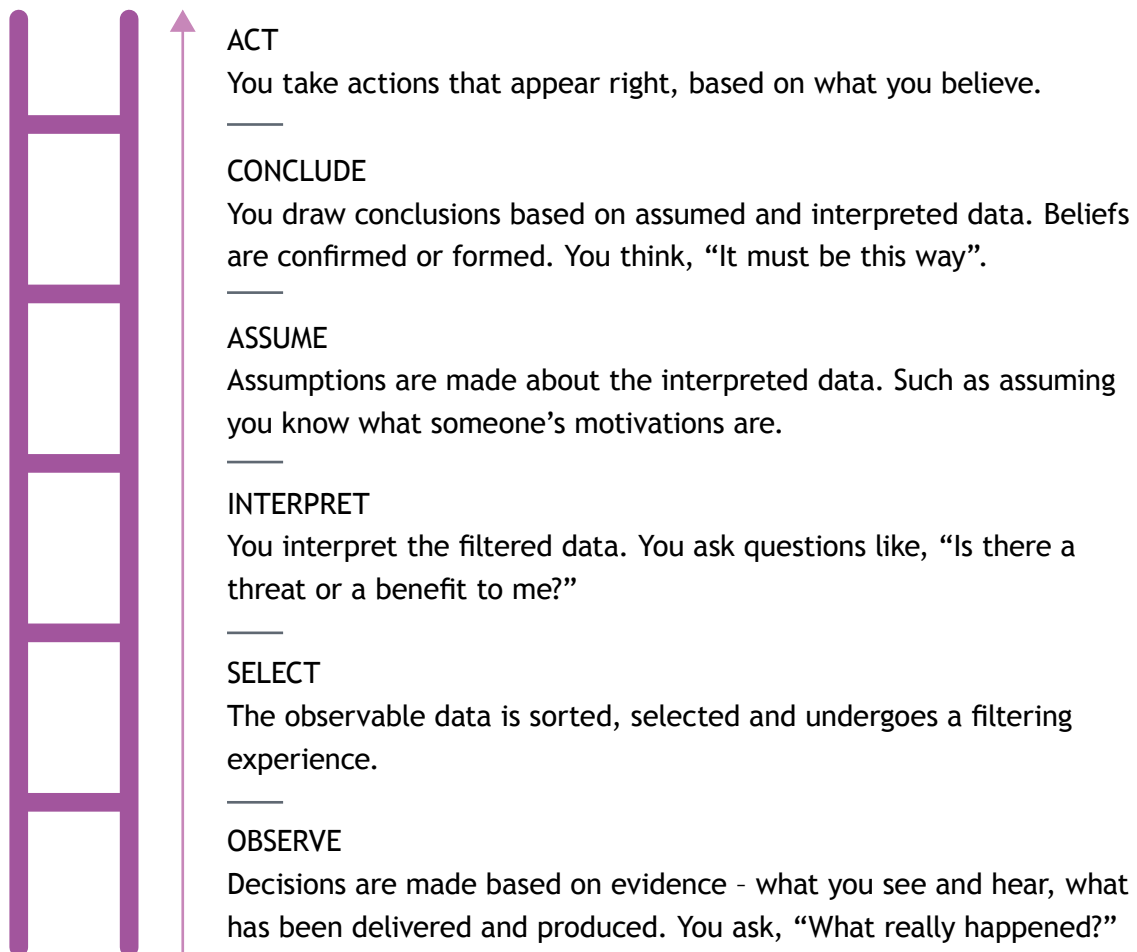 ACT
You take actions that appear right, based on what you believe.
CONCLUDE
You draw conclusions based on assumed and interpreted data. Beliefs
are confirmed or formed. You think, “It must be this way”.
ASSUME
Assumptions are made about the interpreted data. Such as assuming
you know what someone’s motivations are.
INTERPRET
You interpret the filtered data. You ask questions like, “Is there a
threat or a benefit to me?”
SELECT
The observable data is sorted, selected and undergoes a filtering
experience.
OBSERVE
Decisions are made based on evidence – what you see and hear, what
has been delivered and produced. You ask, “What really happened?”